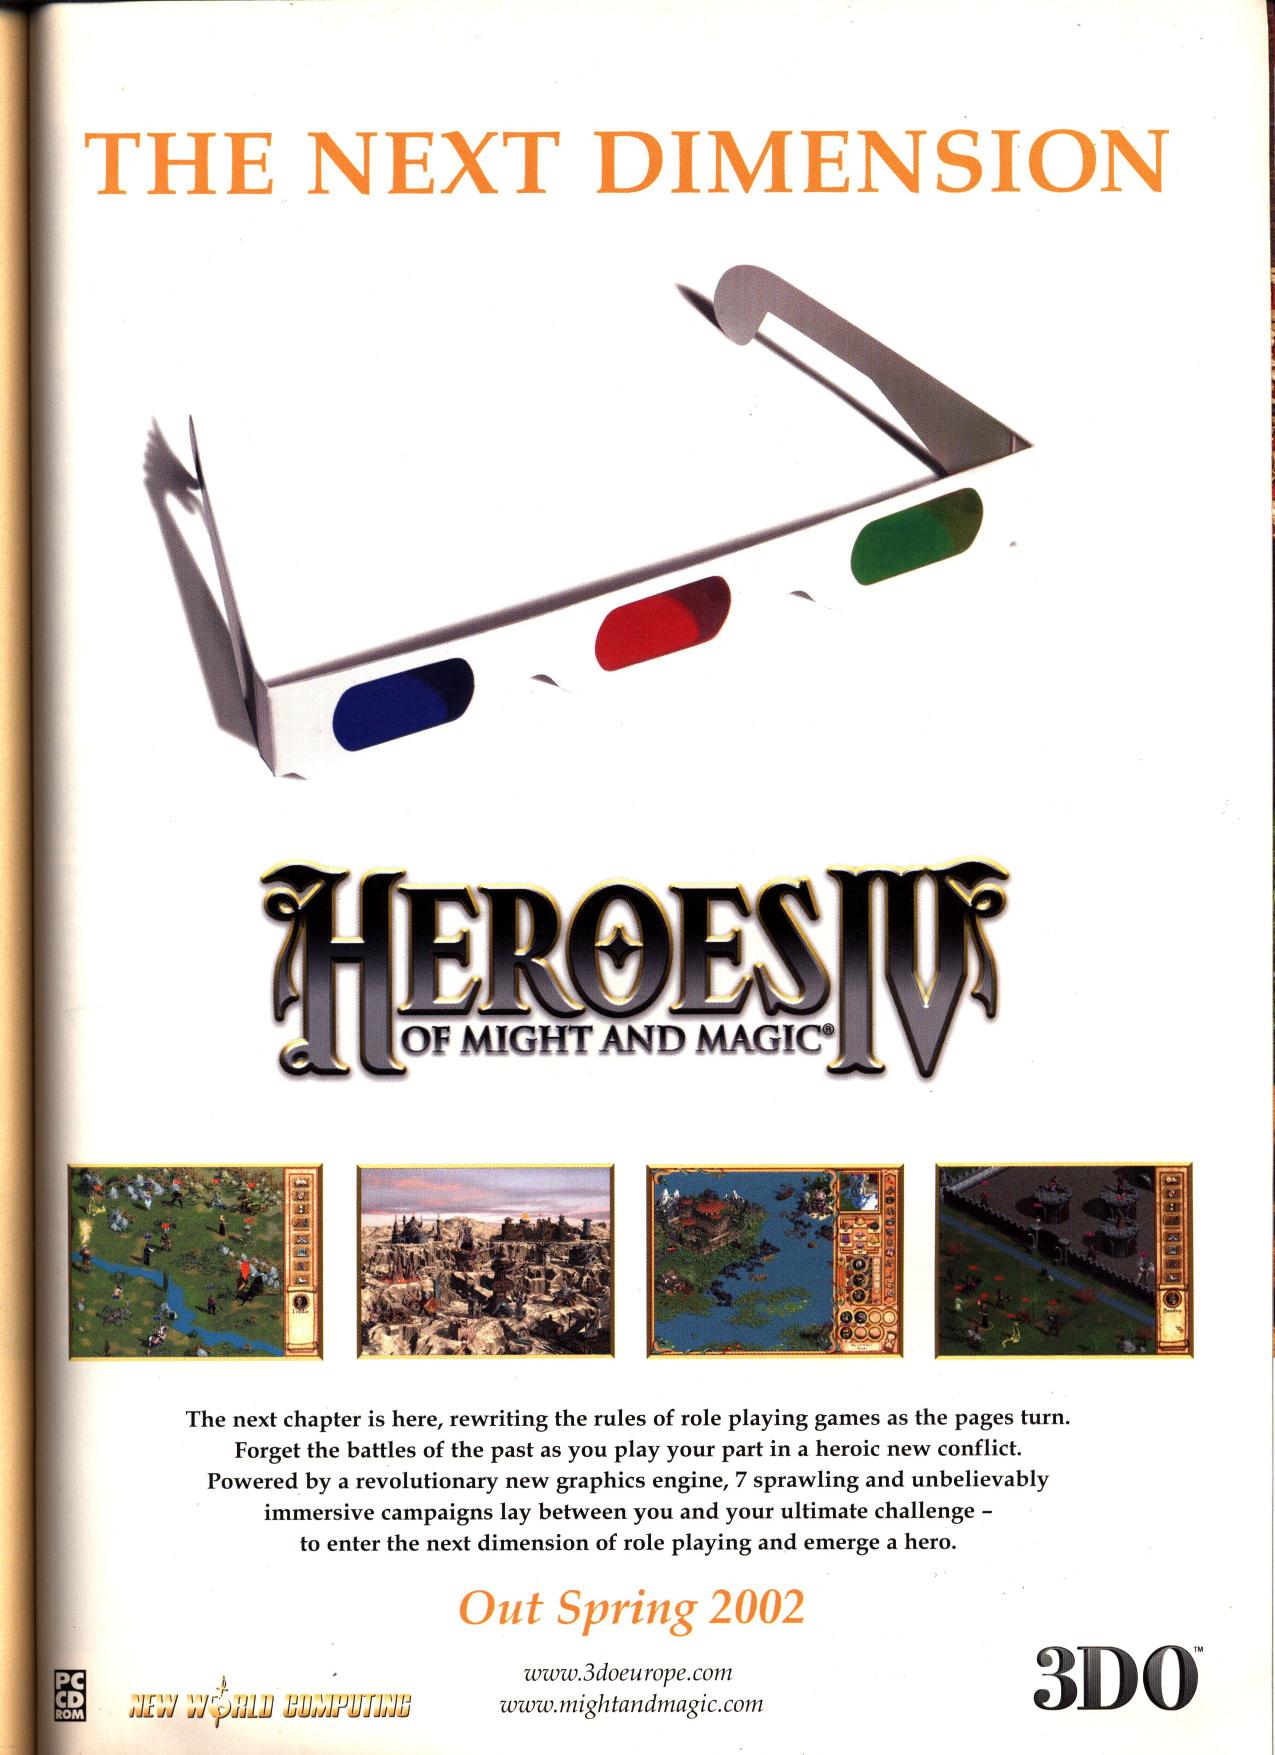 THE NEXT DIMENSION
HEROES IV
OF MIGHT AND MAGIC®
The next chapter is here, rewriting the rules of role playing games as the pages turn.
Forget the battles of the past as you play your part in a heroic new conflict.
Powered by a revolutionary new graphics engine, 7 sprawling and unbelievably
immersive campaigns lay between you and your ultimate challenge –
to enter the next dimension of role playing and emerge a hero.
Out Spring 2002
www.3doeurope.com
www.mightandmagic.com
PC
CD
ROM
NEW WORLD COMPUTING
3DO™